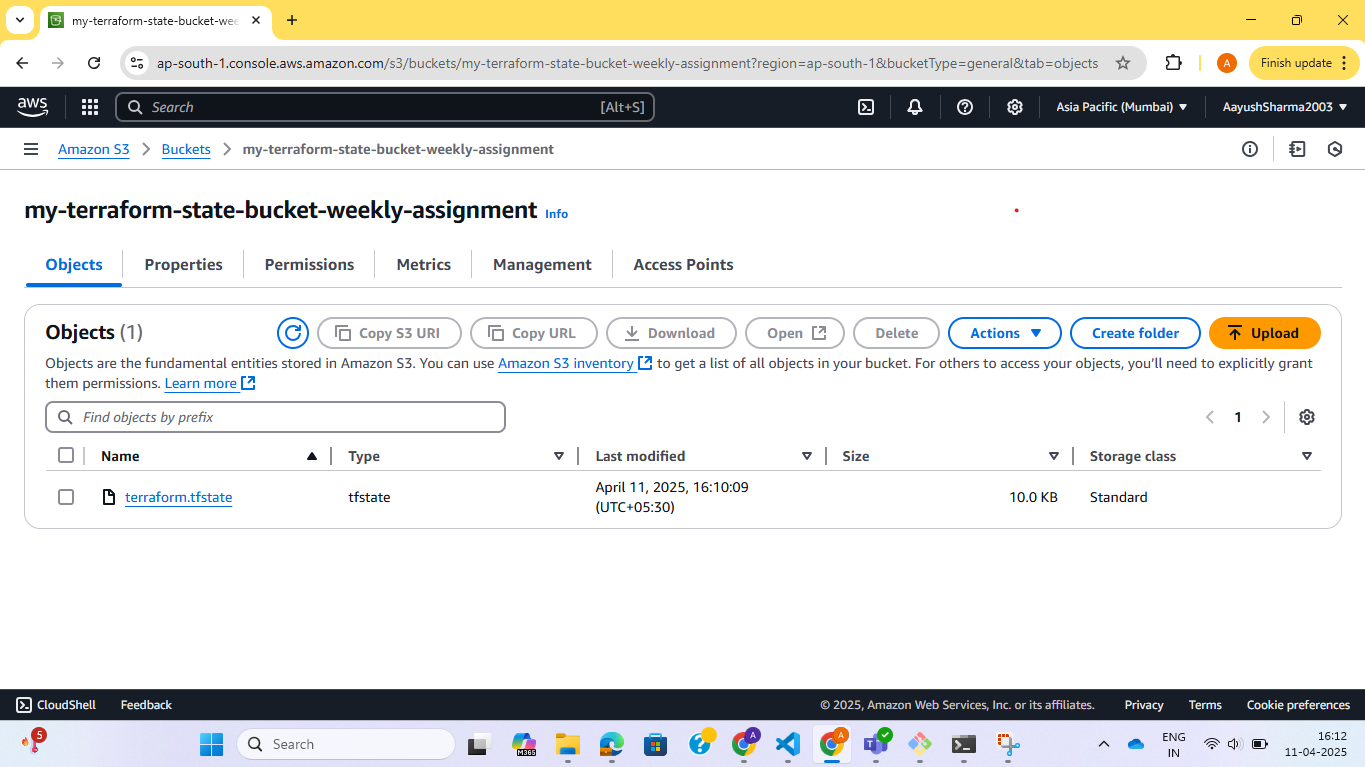 my-terraform-state-bucket-wee
ap-south-1.console.aws.amazon.com/s3/buckets/my-terraform-state-bucket-weekly-assignment?region=ap-south-1&bucketType=general&tab=objects
A
Finish update
aws
Search
[Alt+S]
Asia Pacific (Mumbai)
AayushSharma2003
Amazon S3
Buckets
my-terraform-state-bucket-weekly-assignment
my-terraform-state-bucket-weekly-assignment Info
Objects
Properties
Permissions
Metrics
Management
Access Points
Objects (1)
Copy S3 URI
Copy URL
Download
Open
Delete
Actions
Create folder
Upload
Objects are the fundamental entities stored in Amazon S3. You can use Amazon S3 inventory to get a list of all objects in your bucket. For others to access your objects, you'll need to explicitly grant
them permissions. Learn more
Find objects by prefix
1
Name
Type
Last modified
Size
Storage class
terraform.tfstate
tfstate
April 11, 2025, 16:10:09
(UTC+05:30)
10.0 KB
Standard
CloudShell
Feedback
© 2025, Amazon Web Services, Inc. or its affiliates.
Privacy
Terms
Cookie preferences
5
Search
M365
A
A
ENG
IN
16:12
11-04-2025